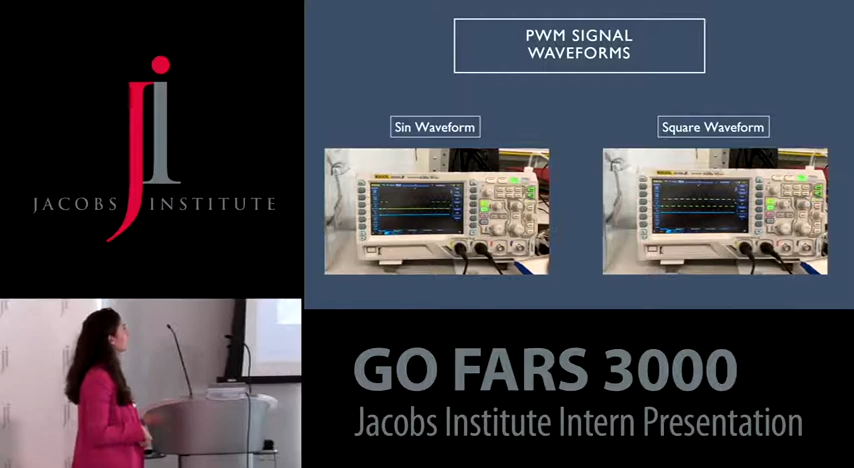 JACOBS INSTITUTE
PWM SIGNAL
WAVEFORMS
Sin Waveform
Square Waveform
GO FARS 3000
Jacobs Institute Intern Presentation